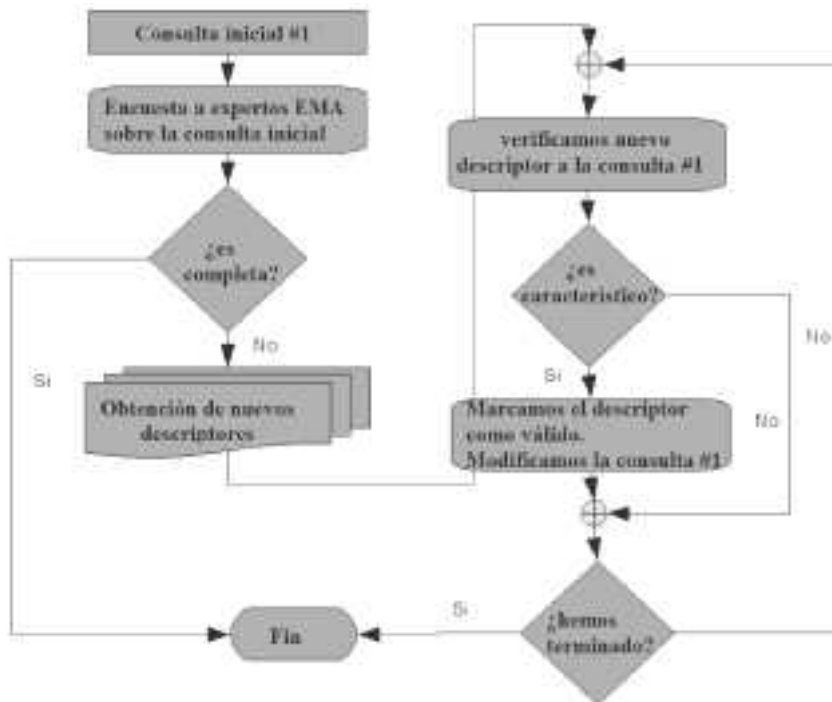 Consulta inicial #1
Encuesta a expertos EMA
sobre la consulta inicial
¿es
completa?
No
Si
Obtención de nuevos
descriptores
verificamos nuevo
descriptor a la consulta #1
¿es
característico?
No
No
Si
Marcamos el descriptor
como válido.
Modificamos la consulta #1
¿hemos
terminado?
Si
Fin